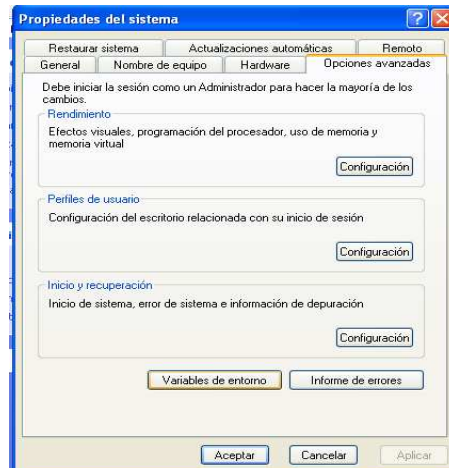 Propiedades del sistema
Restaurar sistema Actualizaciones automáticas Remoto
General Nombre de equipo Hardware Opciones avanzadas
Debe iniciar la sesión como un Administrador para hacer la mayoría de los
cambios.
Rendimiento
Efectos visuales, programación del procesador, uso de memoria y
memoria virtual
Configuración
Perfiles de usuario
Configuración del escritorio relacionada con su inicio de sesión
Configuración
Inicio y recuperación
Inicio de sistema, error de sistema e información de depuración
Configuración
Variables de entorno Informe de errores
Aceptar Cancelar Aplicar